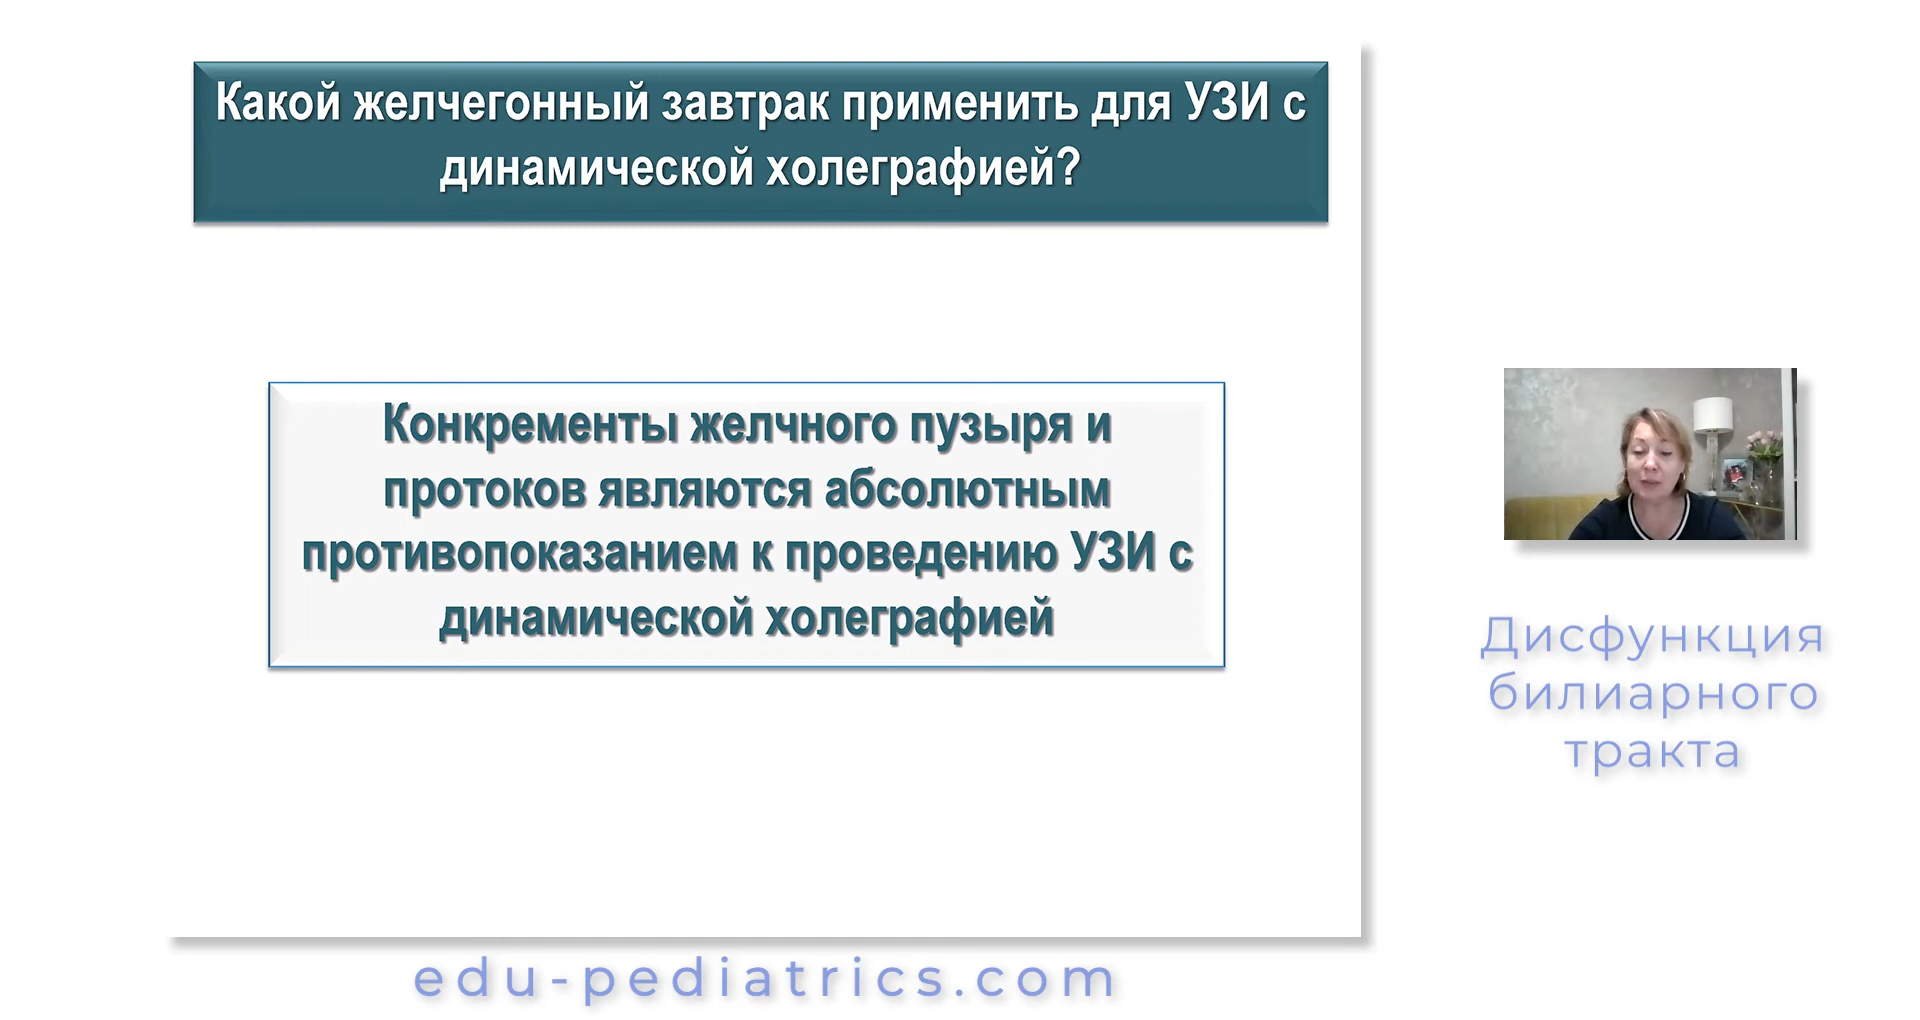 Какой желчегонный завтрак применить для УЗИ с
динамической холеграфией?
Конкременты желчного пузыря и
протоков являются абсолютным
противопоказанием к проведению УЗИ с
динамической холеграфией
Дисфункция
билиарного
тракта
edu-pediatrics.com